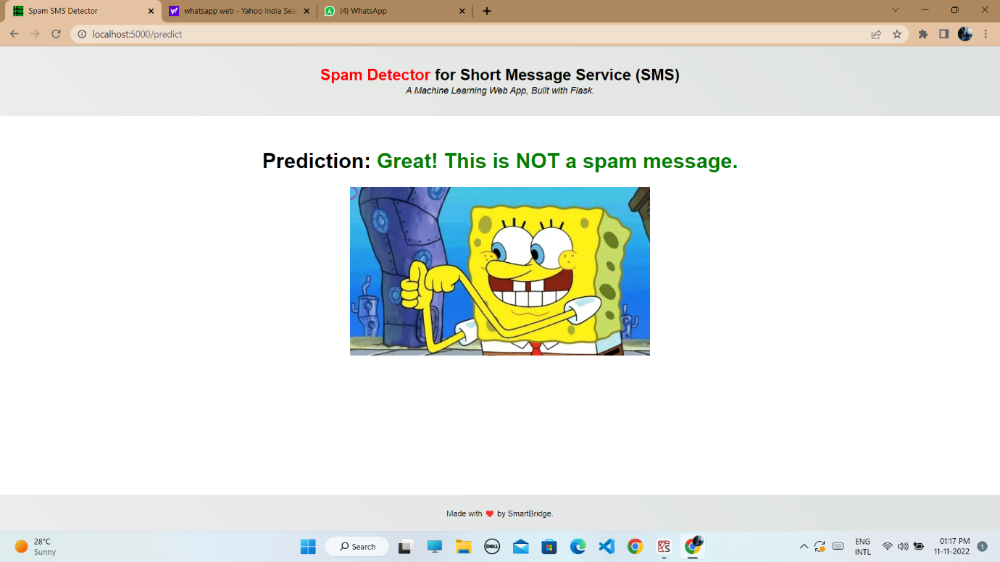 Spam SMS Detector
whatsapp web - Yahoo India Sear
(4) WhatsApp
localhost:5000/predict
Spam Detector for Short Message Service (SMS)
A Machine Learning Web App, Built with Flask.
Prediction: Great! This is NOT a spam message.
Made with ❤ by SmartBridge.
28°C
Sunny
Search
DELL
ENG
INTL
01:17 PM
11-11-2022
1